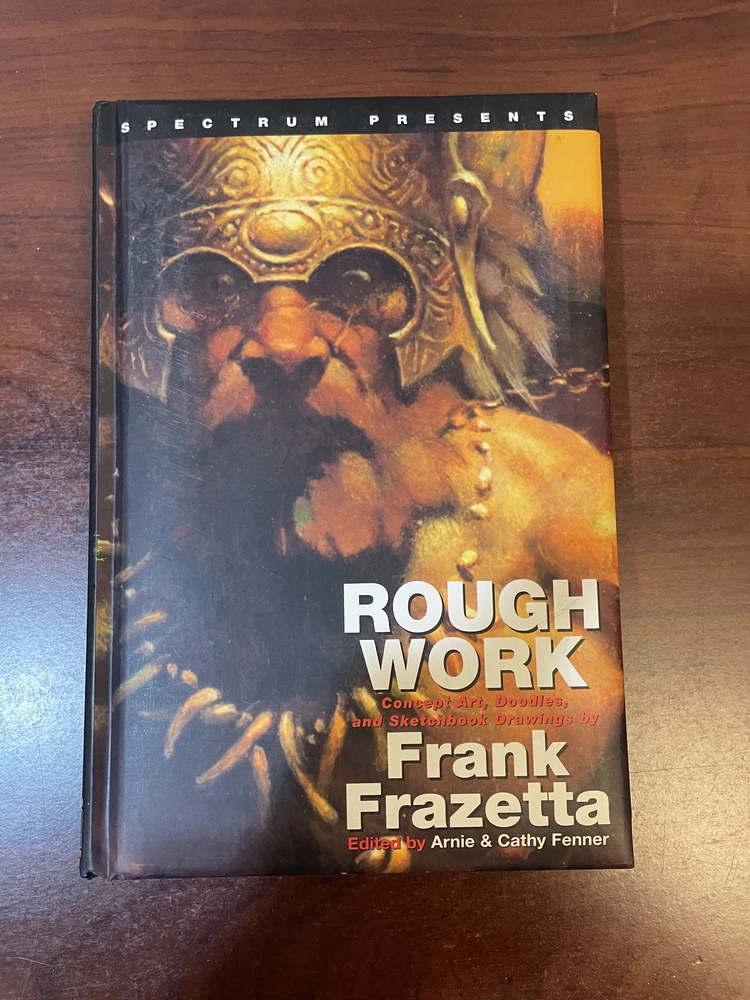 SPECTRUM PRESENTS
ROUGH
WORK
Concept Art, Doodles,
and Sketchbook Drawings by
Frank
Frazetta
Edited by Arnie & Cathy Fenner